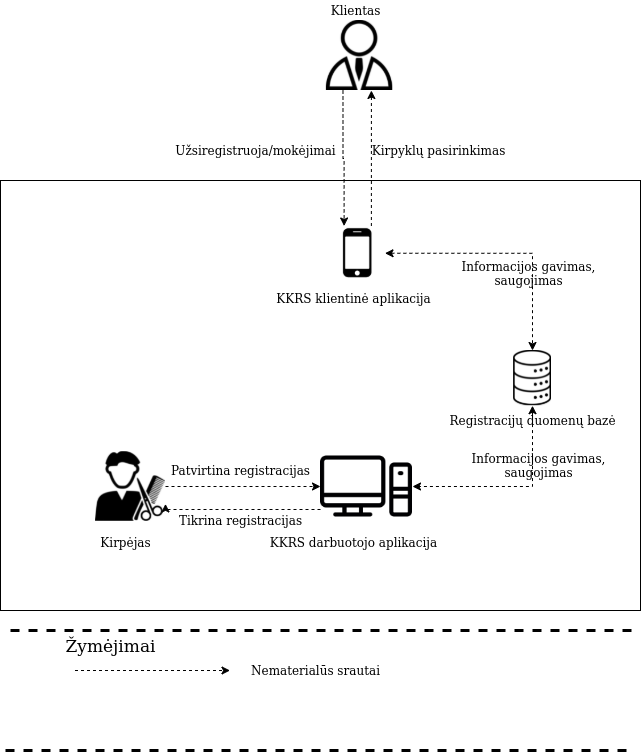 Klientas
Užsiregistruoja/mokėjimai
Kirpyklų pasirinkimas
KKRS klientinė aplikacija
Informacijos gavimas,
saugojimas
Registracijų duomenų bazė
Informacijos gavimas,
saugojimas
Patvirtina registracijas
Tikrina registracijas
Kirpėjas
KKRS darbuotojo aplikacija
Žymėjimai
Nematerialūs srautai